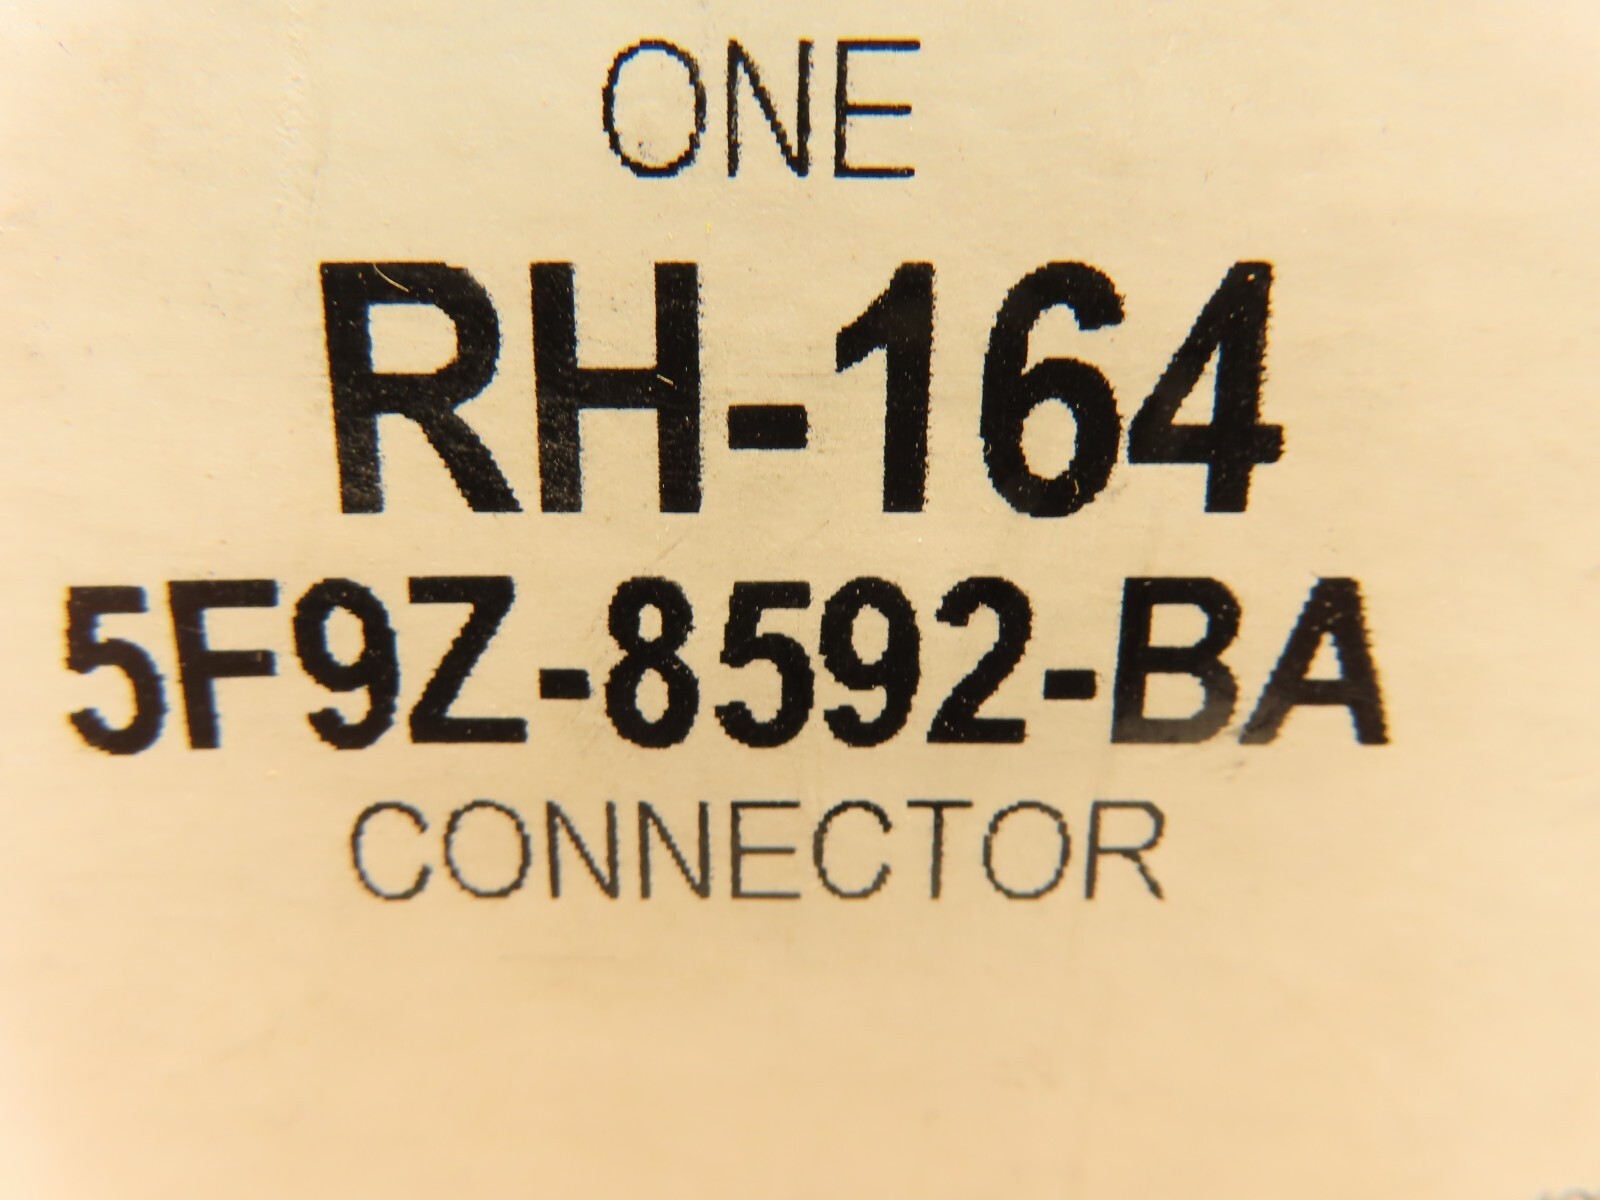 ONE
RH-164
5F9Z-8592-BA
CONNECTOR